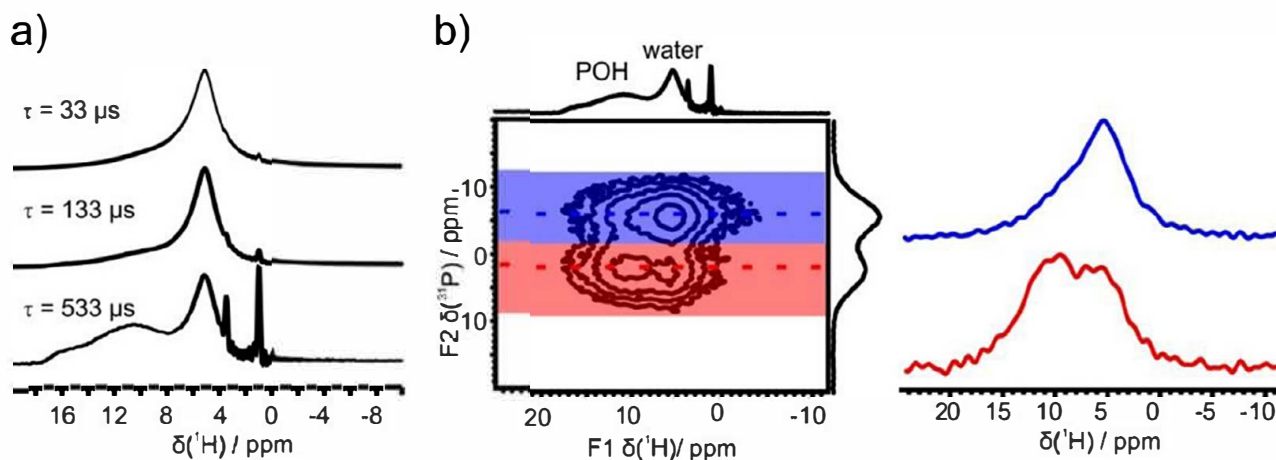 a)
τ = 33 µs
τ = 133 µs
τ = 533 µs
16 12 8 4 0 -4 -8
δ(¹H) / ppm
b)
POH
water
10
0
10
F2 δ(³¹P) / ppm
20 10 0 -10
F1 δ(¹H)/ ppm
20 15 10 5 0 -5 -10
δ(¹H) / ppm